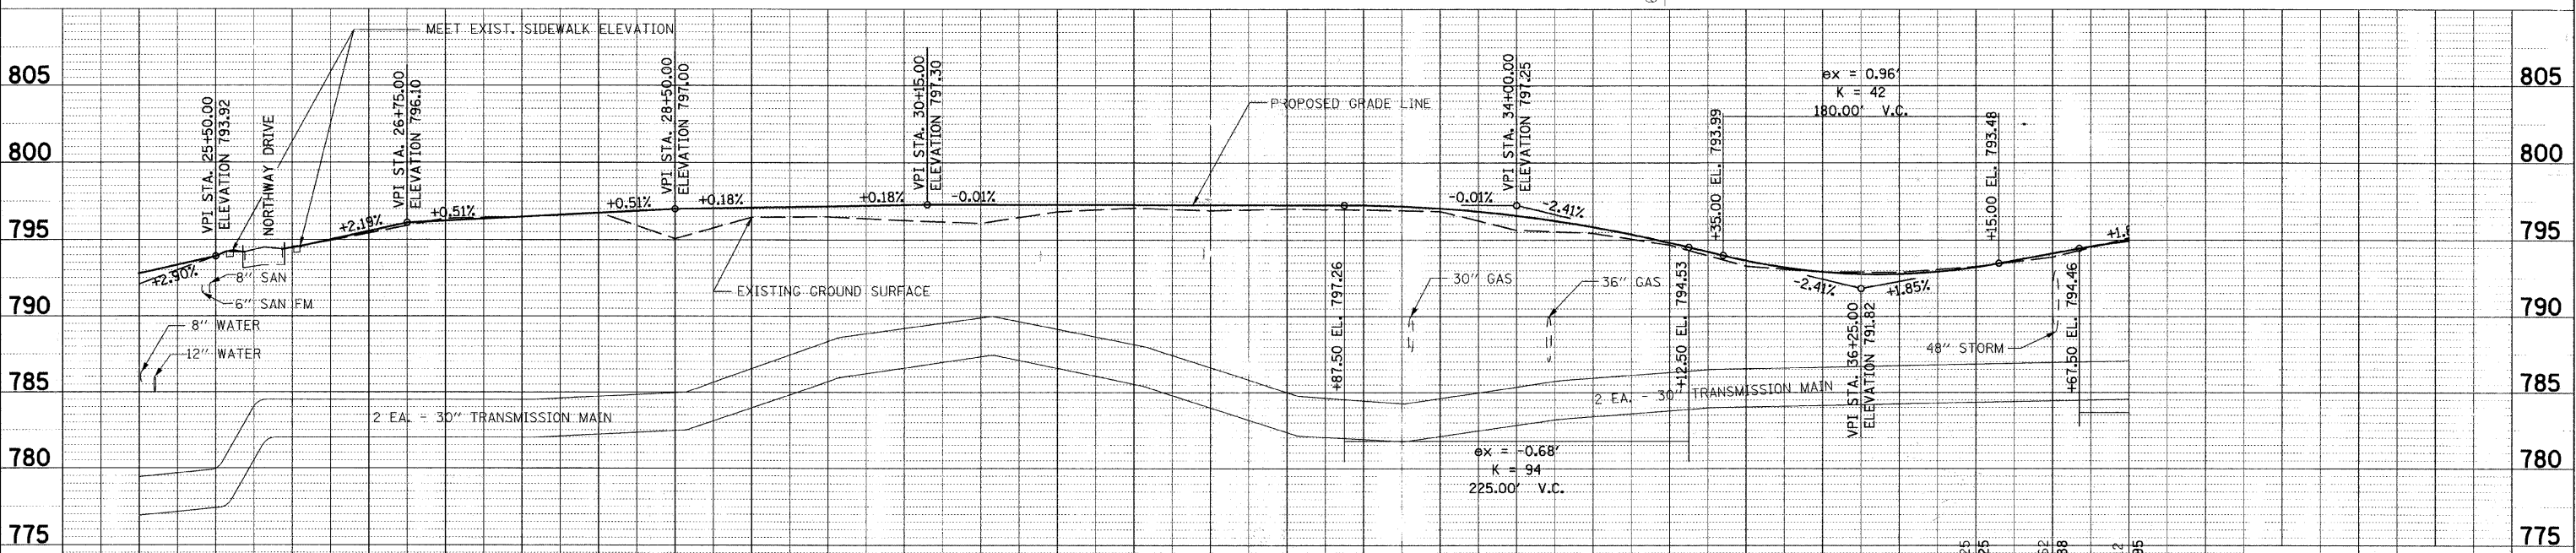 MEET EXIST. SIDEWALK ELEVATION
805
800
795
790
785
780
775
VPI STA. 25+50.00
ELEVATION 793.92
NORTHWAY DRIVE
VPI STA. 26+75.00
ELEVATION 796.10
VPI STA. 28+50.00
ELEVATION 797.00
VPI STA. 30+15.00
ELEVATION 797.30
PROPOSED GRADE LINE
VPI STA. 34+00.00
ELEVATION 797.25
ex = 0.96'
K = 42
180.00' V.C.
+35.00 EL. 793.99
+15.00 EL. 793.48
+2.90%
+2.19%
+0.51%
+0.51%
+0.18%
+0.18%
-0.01%
-0.01%
-2.41%
-2.41%
+1.85%
8" SAN
6" SAN FM
8" WATER
12" WATER
EXISTING GROUND SURFACE
30" GAS
36" GAS
48" STORM
+87.50 EL. 797.26
+12.50 EL. 794.53
VPI STA. 36+25.00
ELEVATION 791.82
+67.50 EL. 794.46
2 EA. - 30" TRANSMISSION MAIN
2 EA. - 30" TRANSMISSION MAIN
ex = -0.68'
K = 94
225.00' V.C.
805
800
795
790
785
780
775